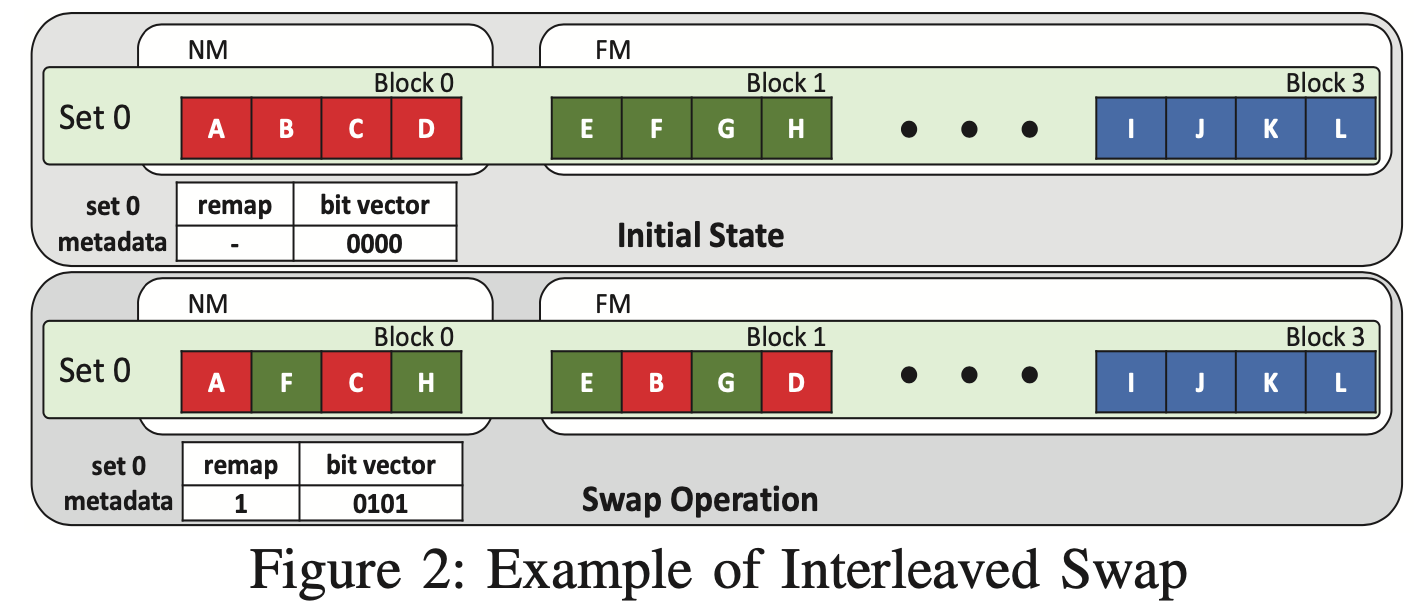 NM FM
Block 0 Block 1 Block 3
Set 0 A B C D E F G H • • • I J K L
set 0 remap bit vector
metadata - 0000
Initial State
NM FM
Block 0 Block 1 Block 3
Set 0 A F C H E B G D • • • I J K L
set 0 remap bit vector
metadata 1 0101
Swap Operation
Figure 2: Example of Interleaved Swap